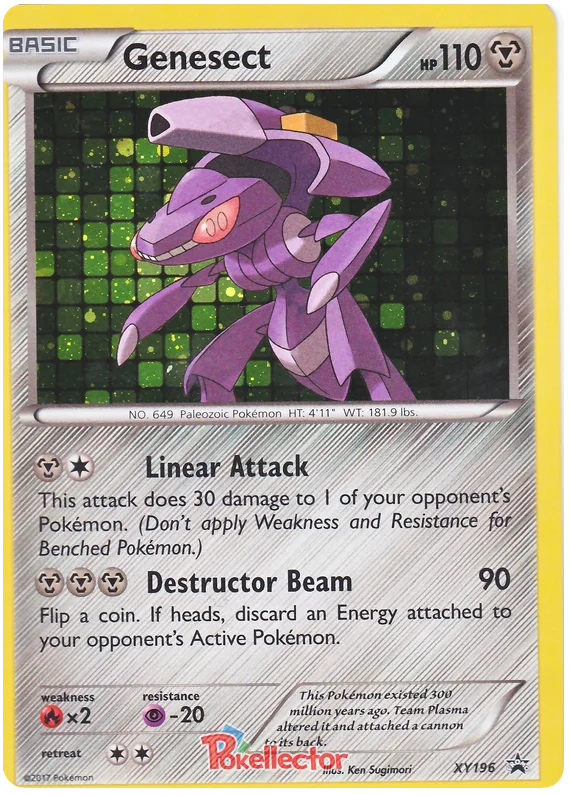 BASIC
Genesect
HP110
NO. 649 Paleozoic Pokémon HT: 4'11" WT: 181.9 lbs.
Linear Attack
This attack does 30 damage to 1 of your opponent's
Pokémon. (Don't apply Weakness and Resistance for
Benched Pokémon.)
Destructor Beam 90
Flip a coin. If heads, discard an Energy attached to
your opponent's Active Pokémon.
weakness resistance
×2 -20
This Pokémon existed 300
million years ago. Team Plasma
altered it and attached a cannon
to its back.
retreat
Pokellector
Illus. Ken Sugimori XY196
©2017 Pokémon